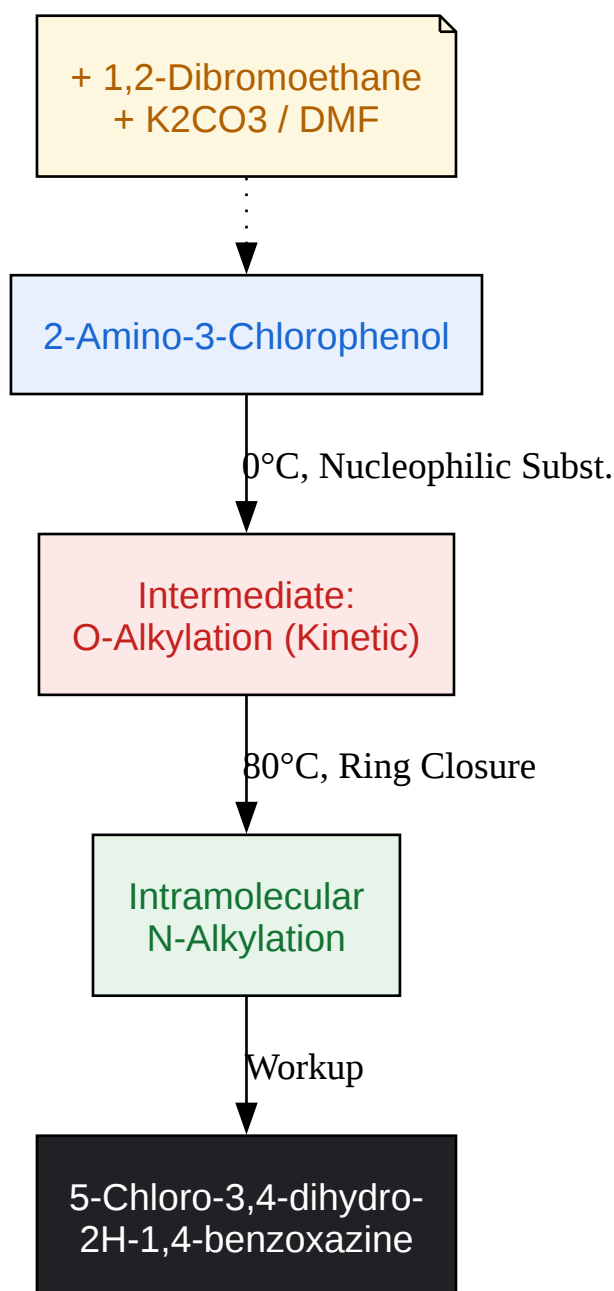 + 1,2-Dibromoethane
+ K2CO3 / DMF
2-Amino-3-Chlorophenol
0°C, Nucleophilic Subst.
Intermediate:
O-Alkylation (Kinetic)
80°C, Ring Closure
Intramolecular
N-Alkylation
Workup
5-Chloro-3,4-dihydro-
2H-1,4-benzoxazine